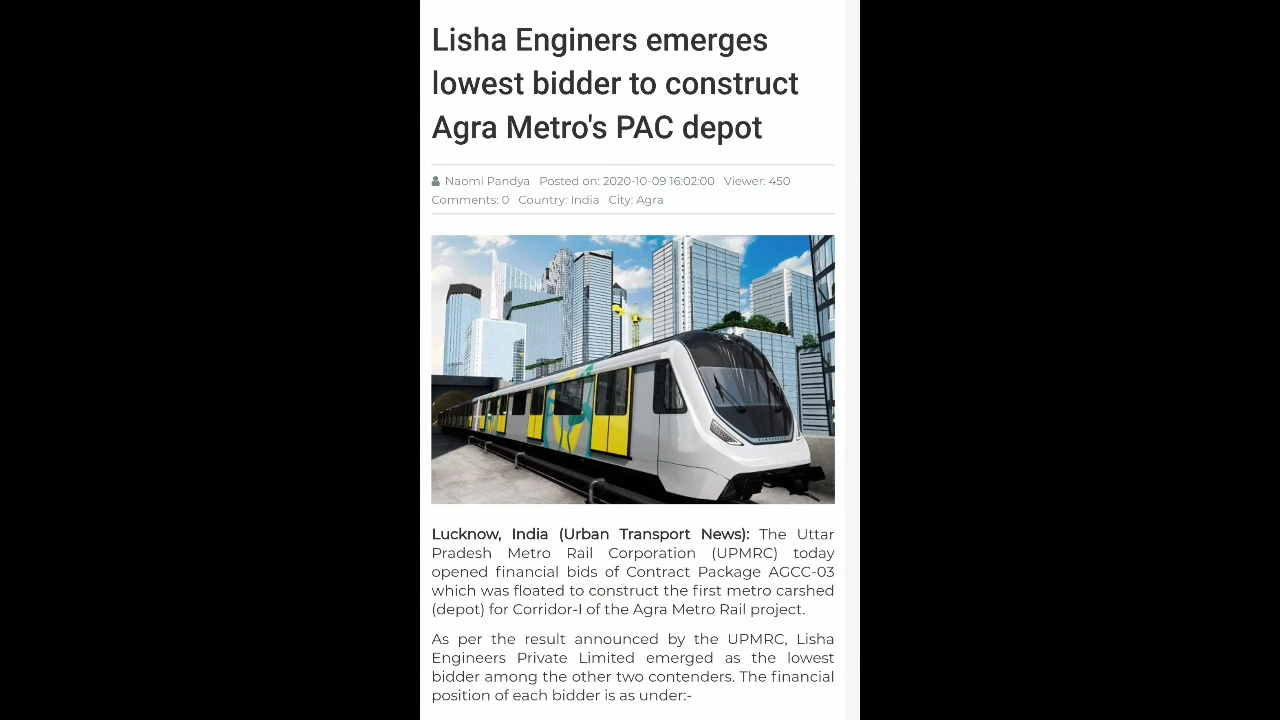 Lisha Enginers emerges
lowest bidder to construct
Agra Metro's PAC depot
Naomi Pandya Posted on: 2020-10-09 16:02:00 Viewer: 450
Comments: 0 Country: India City: Agra
Lucknow, India (Urban Transport News): The Uttar
Pradesh Metro Rail Corporation (UPMRC) today
opened financial bids of Contract Package AGCC-03
which was floated to construct the first metro carshed
(depot) for Corridor-I of the Agra Metro Rail project.
As per the result announced by the UPMRC, Lisha
Engineers Private Limited emerged as the lowest
bidder among the other two contenders. The financial
position of each bidder is as under:-